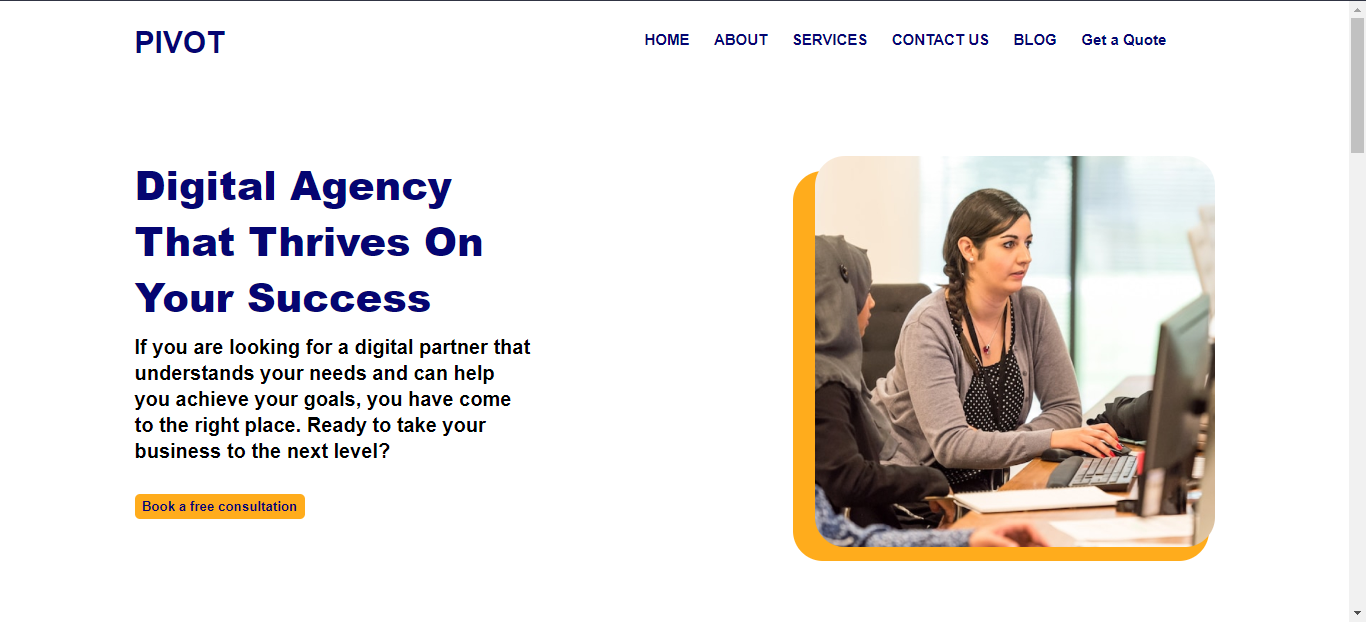 PIVOT
HOME ABOUT SERVICES CONTACT US BLOG Get a Quote
Digital Agency
That Thrives On
Your Success
If you are looking for a digital partner that
understands your needs and can help
you achieve your goals, you have come
to the right place. Ready to take your
business to the next level?
Book a free consultation